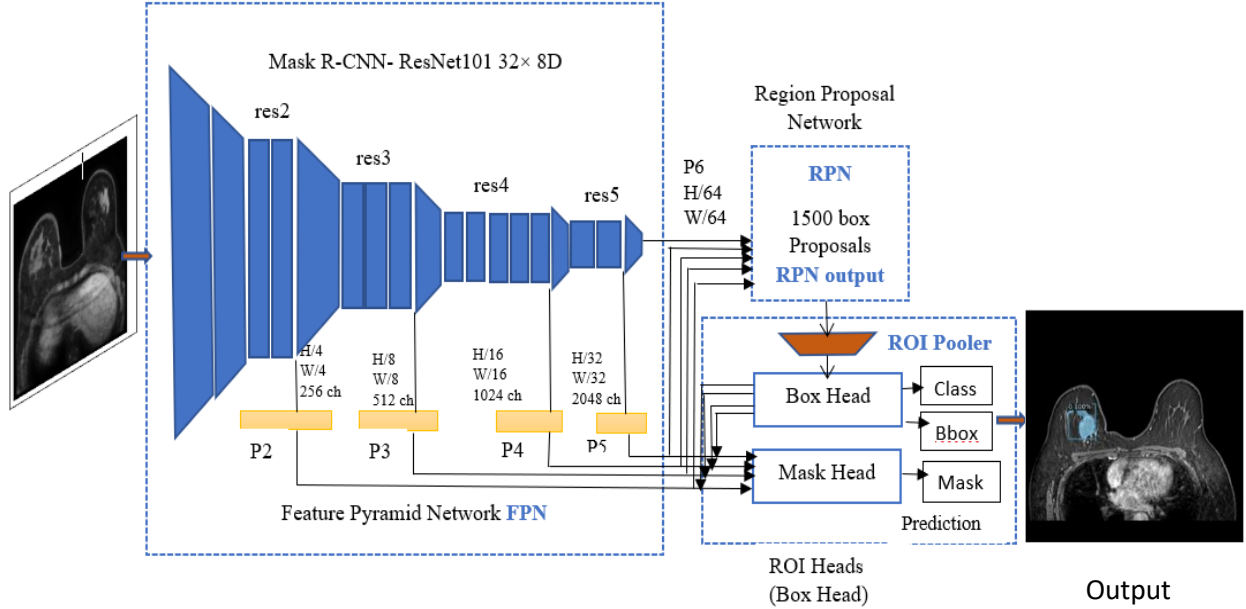 Mask R-CNN- ResNet101 32× 8D
res2
res3
res4
res5
H/4
W/4
256 ch
H/8
W/8
512 ch
H/16
W/16
1024 ch
H/32
W/32
2048 ch
P2
P3
P4
P5
Feature Pyramid Network FPN
P6
H/64
W/64
Region Proposal
Network
RPN
1500 box
Proposals
RPN output
ROI Pooler
Box Head
Class
Bbox
Mask Head
Mask
Prediction
ROI Heads
(Box Head)
100%
Output